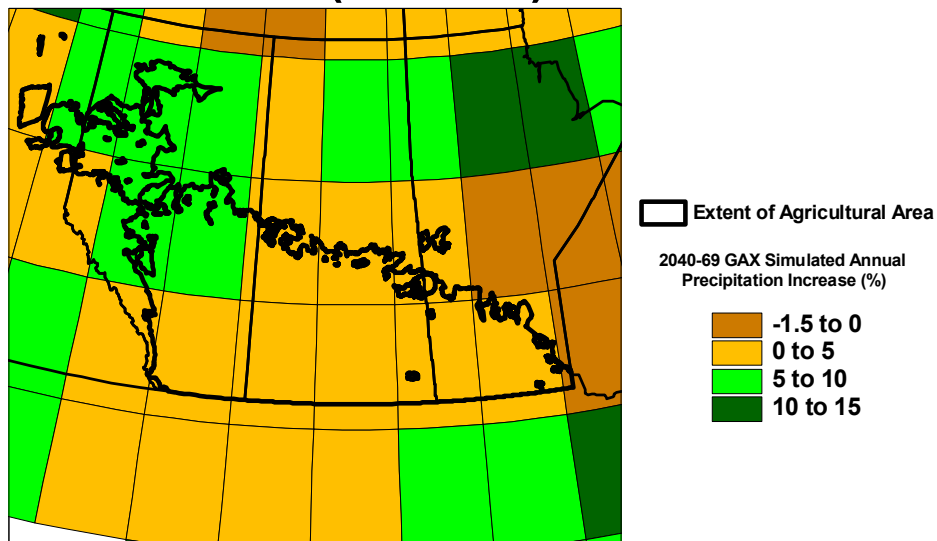 Extent of Agricultural Area
2040-69 GAX Simulated Annual
Precipitation Increase (%)
-1.5 to 0
0 to 5
5 to 10
10 to 15